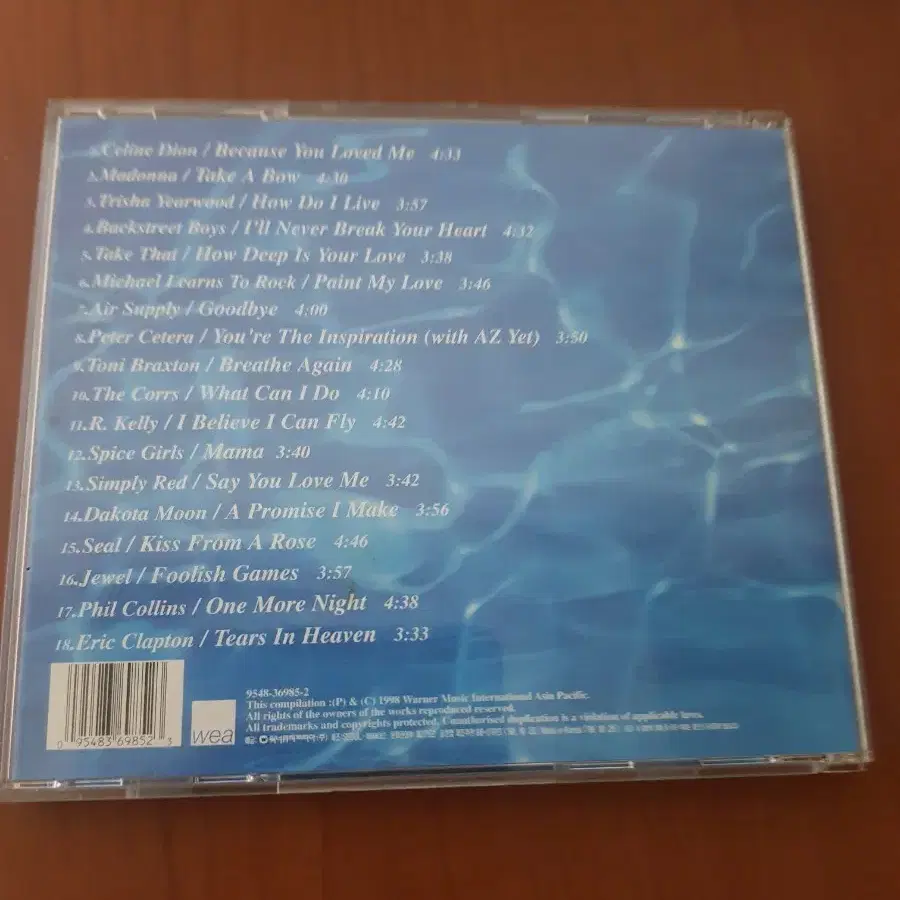 1.Celine Dion / Because You Loved Me 4:33
2.Madonna / Take A Bow 4:30
3.Trisha Yearwood / How Do I Live 3:57
4.Backstreet Boys / I'll Never Break Your Heart 4:32
5.Take That / How Deep Is Your Love 3:38
6.Michael Learns To Rock / Paint My Love 3:46
7.Air Supply / Goodbye 4:00
8.Peter Cetera / You're The Inspiration (with AZ Yet) 3:50
9.Toni Braxton / Breathe Again 4:28
10.The Corrs / What Can I Do 4:10
11.R. Kelly / I Believe I Can Fly 4:42
12.Spice Girls / Mama 3:40
13.Simply Red / Say You Love Me 3:42
14.Dakota Moon / A Promise I Make 3:56
15.Seal / Kiss From A Rose 4:46
16.Jewel / Foolish Games 3:57
17.Phil Collins / One More Night 4:38
18.Eric Clapton / Tears In Heaven 3:33
0 95483 69852 3
wea
9548-36985-2
This compilation :(P) & (C) 1998 Warner Music International Asia Pacific.
All rights of the owners of the works reproduced reserved.
All trademarks and copyrights protected. Unauthorised duplication is a violation of applicable laws.